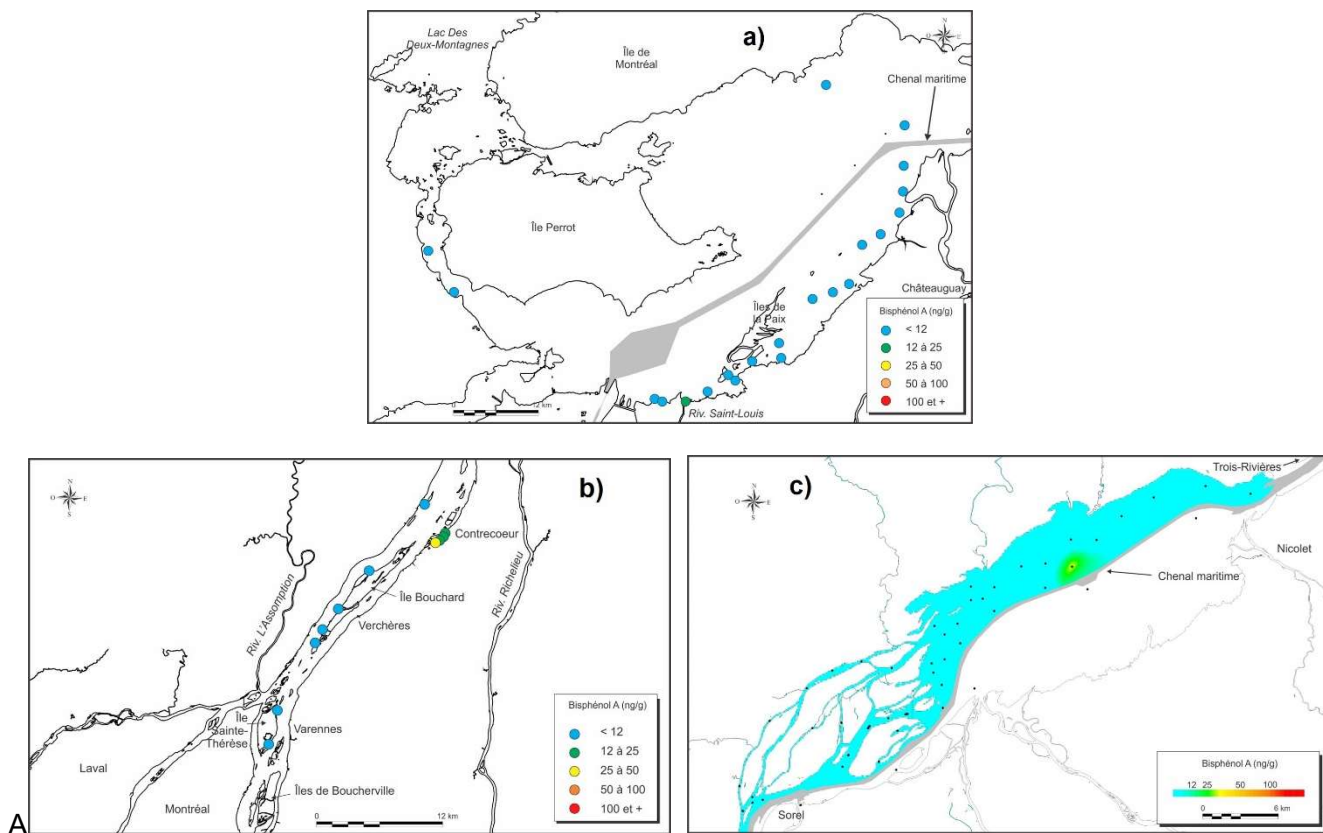 a)
Lac Des
Deux-Montagnes
Île de
Montréal
N
O E
S
Chenal maritime
Île Perrot
Îles de
la Paix
Châteauguay
Riv. Saint-Louis
0 12 km
Bisphénol A (ng/g)
< 12
12 à 25
25 à 50
50 à 100
100 et +
b)
N
O E
S
Contrecoeur
Riv. L'Assomption
Île Bouchard
Riv. Richelieu
Verchères
Île
Sainte-
Thérèse
Varennes
Laval
Montréal
Îles de Boucherville
0 12 km
Bisphénol A (ng/g)
< 12
12 à 25
25 à 50
50 à 100
100 et +
c)
N
O E
S
Trois-Rivières
Nicolet
Chenal maritime
Sorel
Bisphénol A (ng/g)
12 25 50 100
0 6 km
A